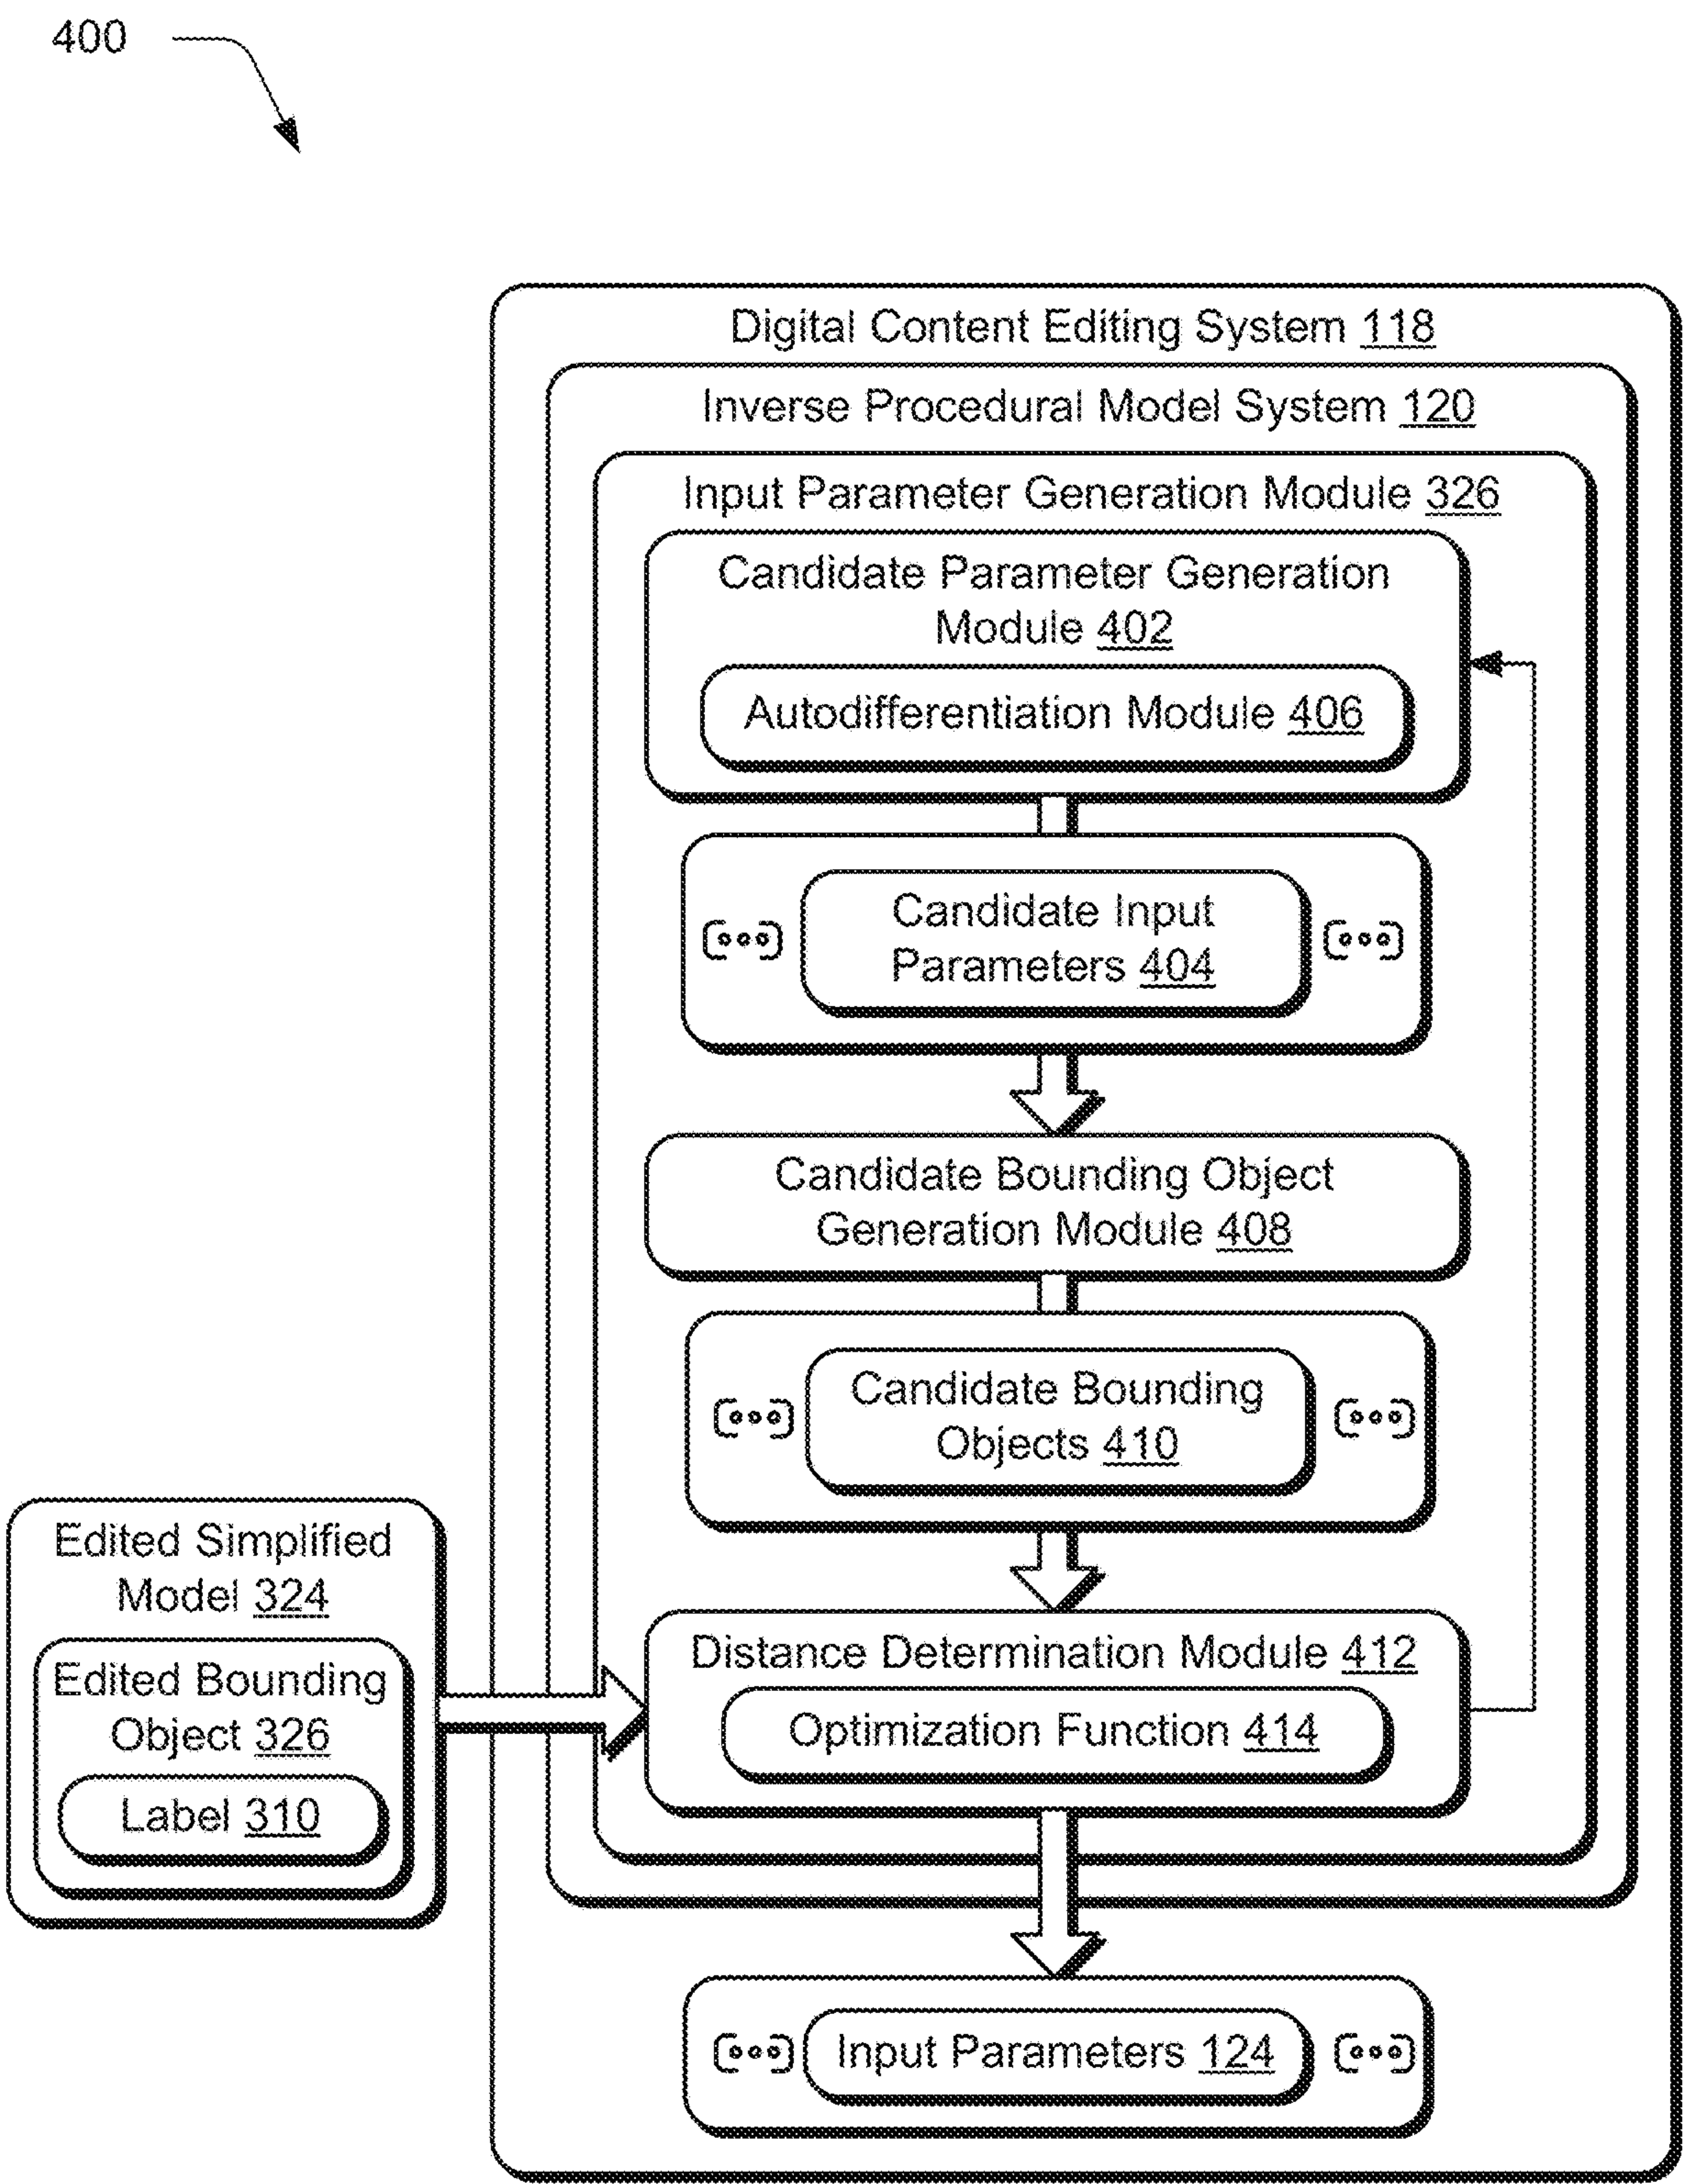 400
Digital Content Editing System 118
Inverse Procedural Model System 120
Input Parameter Generation Module 326
Candidate Parameter Generation
Module 402
Autodifferentiation Module 406
Candidate Input
Parameters 404
Candidate Bounding Object
Generation Module 408
Candidate Bounding
Objects 410
Edited Simplified
Model 324
Edited Bounding
Object 326
Label 310
Distance Determination Module 412
Optimization Function 414
Input Parameters 124